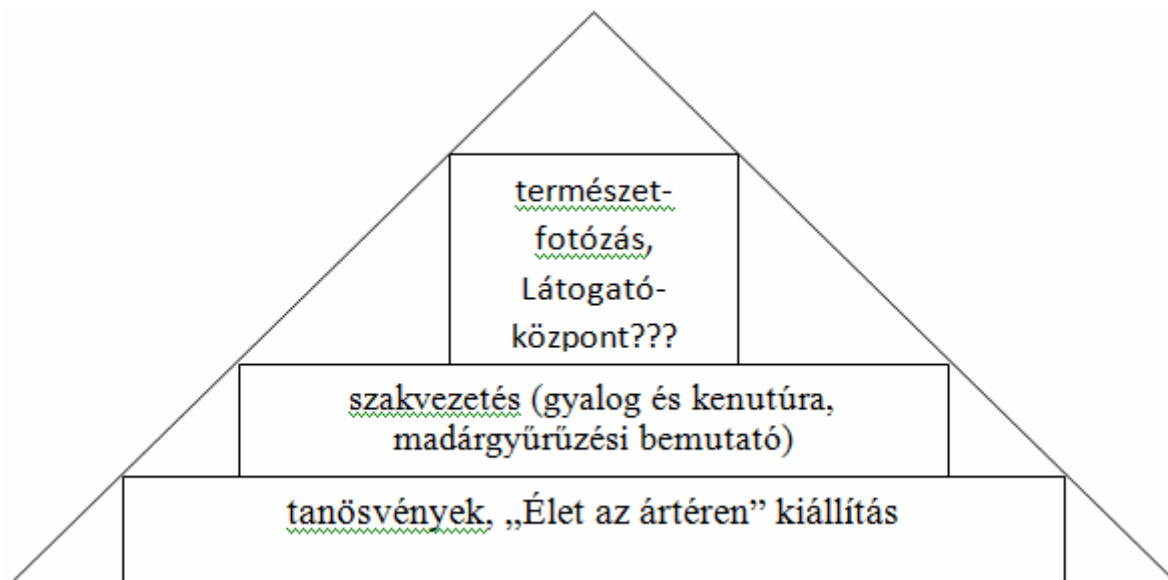 természet-
fotózás,
Látogató-
központ???
szakvezetés (gyalog és kenutúra,
madárgyűrűzési bemutató)
tanösvények, „Élet az ártéren” kiállítás